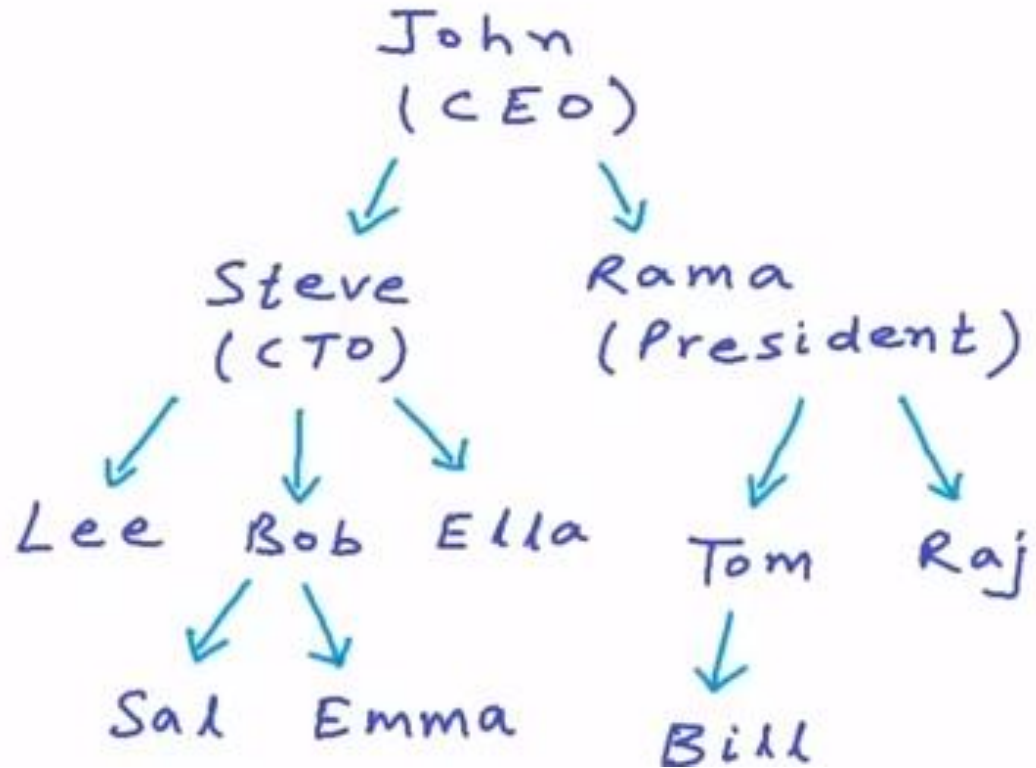 John
(CEO)
Steve Rama
(CTO) (President)
Lee Bob Ella Tom Raj
Sal Emma Bill